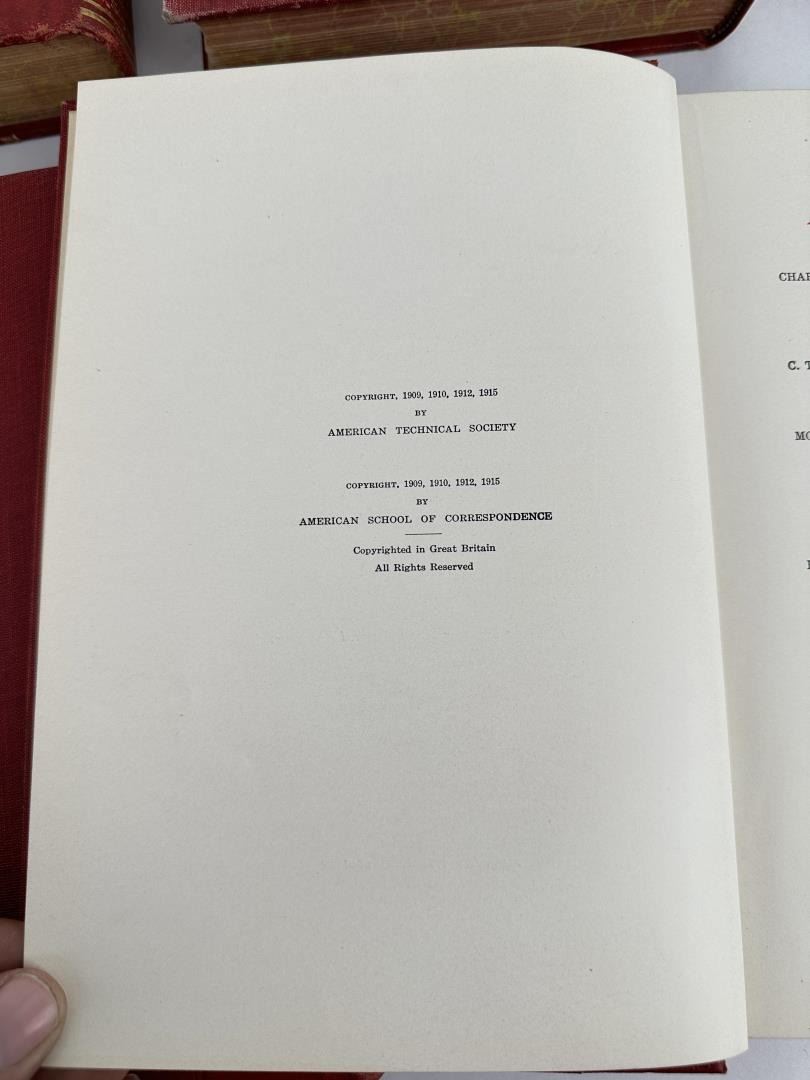 COPYRIGHT, 1909, 1910, 1912, 1915
BY
AMERICAN TECHNICAL SOCIETY
COPYRIGHT, 1909, 1910, 1912, 1915
BY
AMERICAN SCHOOL OF CORRESPONDENCE
Copyrighted in Great Britain
All Rights Reserved
C.